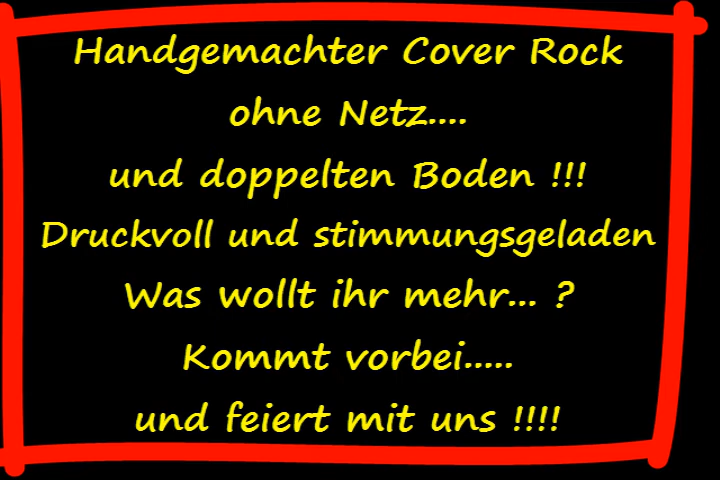 Handgemachter Cover Rock
ohne Netz....
und doppelten Boden !!!
Druckvoll und stimmungsgeladen
Was wollt ihr mehr... ?
Kommt vorbei.....
und feiert mit uns !!!!